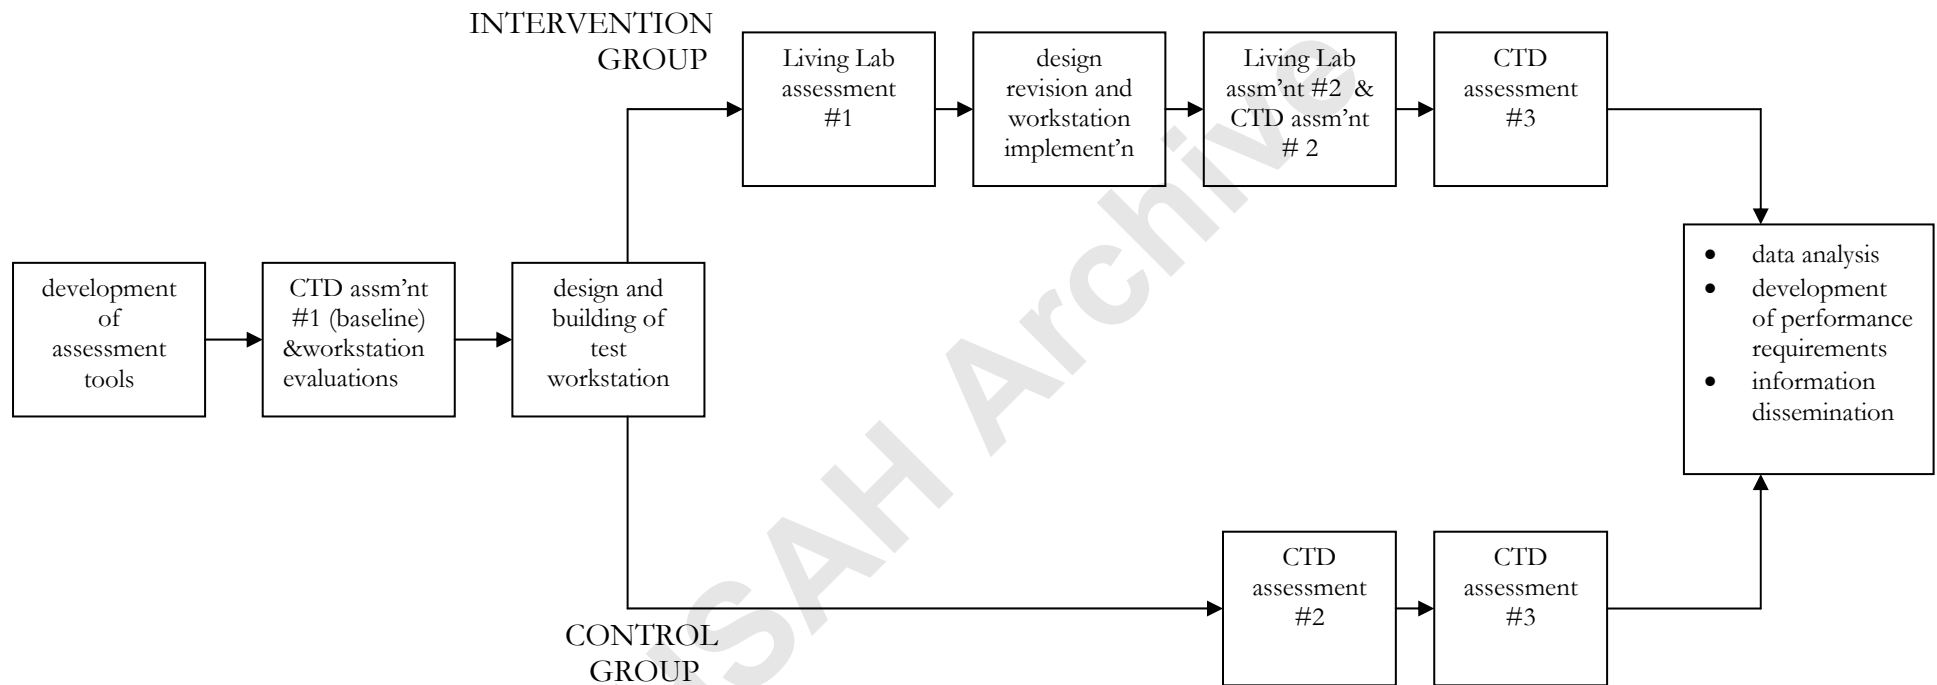 INTERVENTION
GROUP
Living Lab
assessment
#1
design
revision and
workstation
implement’n
Living Lab
assm’nt #2 &
CTD assm’nt
# 2
CTD
assessment
#3
development
of
assessment
tools
CTD assm’nt
#1 (baseline)
&workstation
evaluations
design and
building of
test
workstation
• data analysis
• development
of performance
requirements
• information
dissemination
CTD
assessment
#2
CTD
assessment
#3
CONTROL
GROUP
SAH Archive